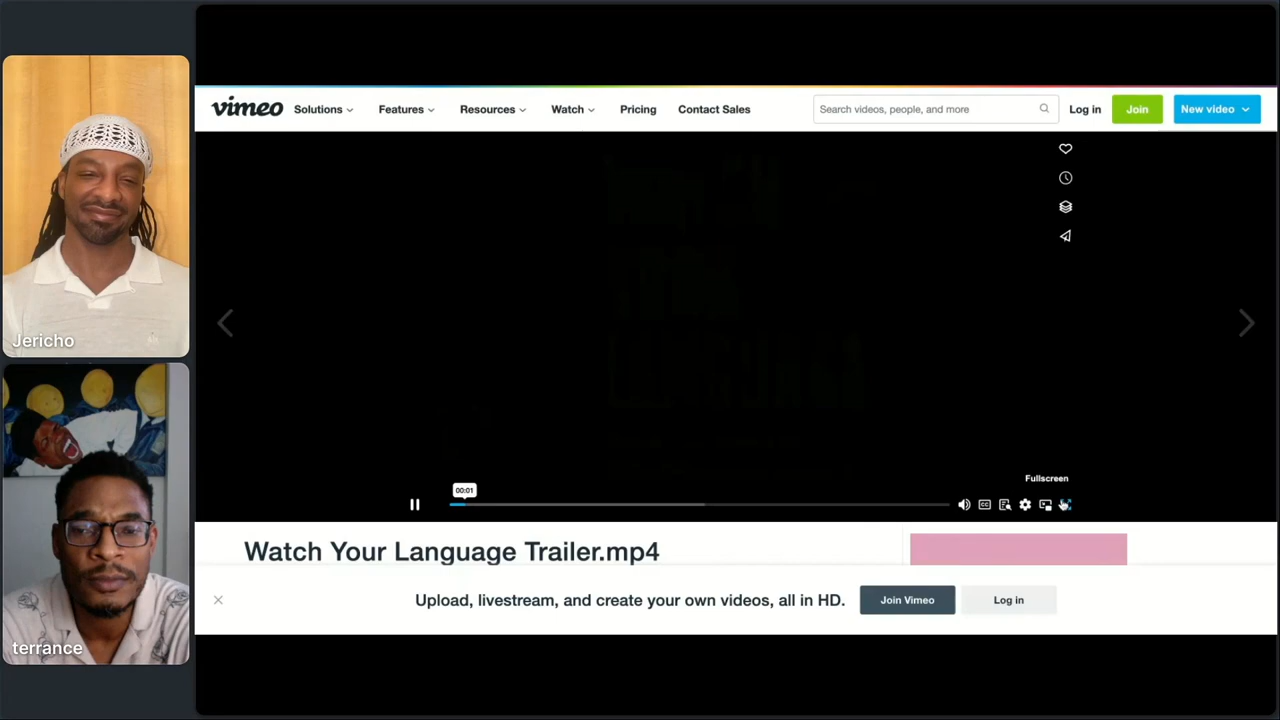 vimeo Solutions Features Resources Watch Pricing Contact Sales Search videos, people, and more Log in Join New video
Jericho
Fullscreen
00:01
CC
Watch Your Language Trailer.mp4
Upload, livestream, and create your own videos, all in HD. Join Vimeo Log in
terrance